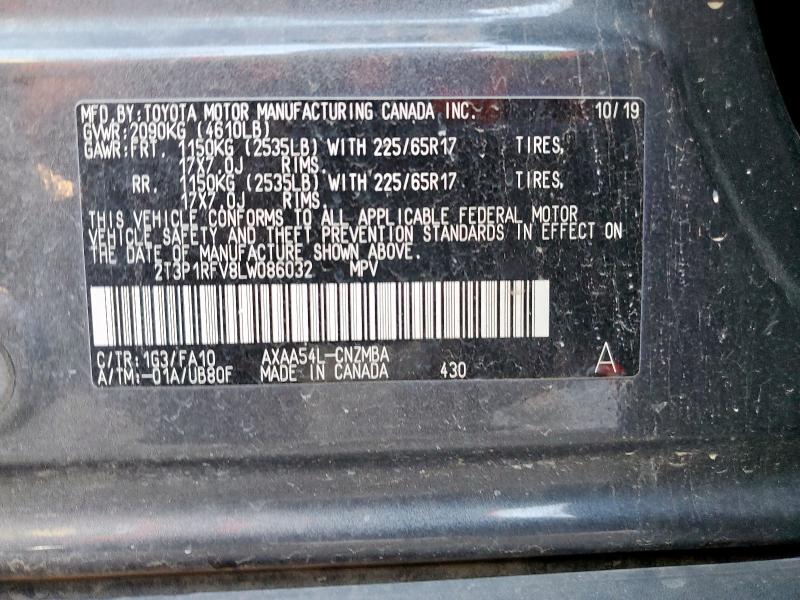 MFD.BY:TOYOTA MOTOR MANUFACTURING CANADA INC. 10/19
GVWR:2090KG (4610LB)
GAWR:FRT. 1150KG (2535LB) WITH 225/65R17 TIRES,
17X7.0J RIMS.
RR. 1150KG (2535LB) WITH 225/65R17 TIRES,
17X7.0J RIMS.
THIS VEHICLE CONFORMS TO ALL APPLICABLE FEDERAL MOTOR
VEHICLE SAFETY AND THEFT PREVENTION STANDARDS IN EFFECT ON
THE DATE OF MANUFACTURE SHOWN ABOVE.
2T3P1RFV8LW086032 MPV
C/TR:1G3/FA10 AXAA54L-CNZMBA
A/TM:-01A/UB80F MADE IN CANADA 430 A